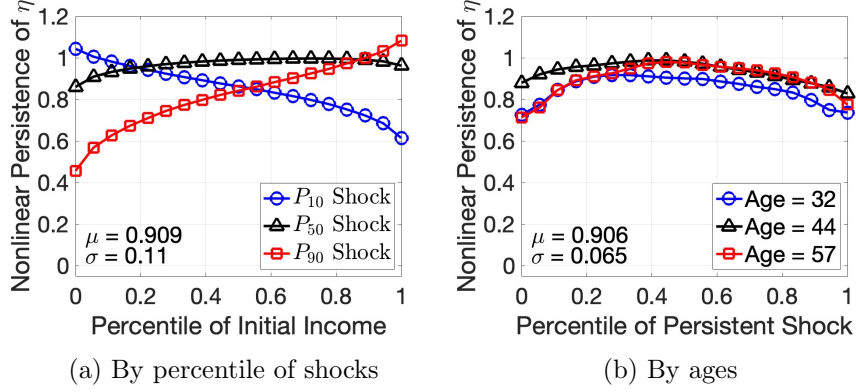 Nonlinear Persistence of η
1.2
1
0.8
0.6
0.4
0.2
0
P10 Shock
P50 Shock
P90 Shock
μ = 0.909
σ = 0.11
0 0.2 0.4 0.6 0.8 1
Percentile of Initial Income
(a) By percentile of shocks
Nonlinear Persistence of η
1.2
1
0.8
0.6
0.4
0.2
0
Age = 32
Age = 44
Age = 57
μ = 0.906
σ = 0.065
0 0.2 0.4 0.6 0.8 1
Percentile of Persistent Shock
(b) By ages